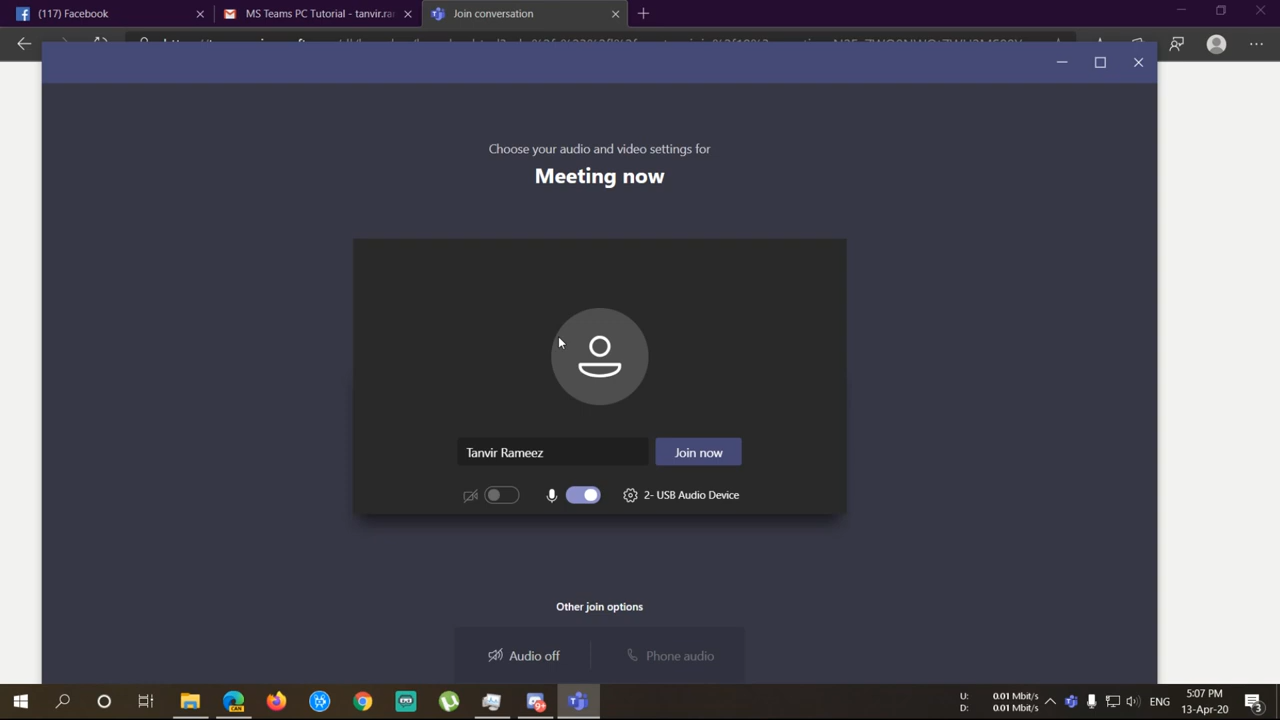 (117) Facebook
MS Teams PC Tutorial - tanvir.ra
Join conversation
Choose your audio and video settings for
Meeting now
Tanvir Rameez
Join now
2- USB Audio Device
Other join options
Audio off
Phone audio
CAN
U: 0.01 Mbit/s
D: 0.01 Mbit/s
ENG
5:07 PM
13-Apr-20
3